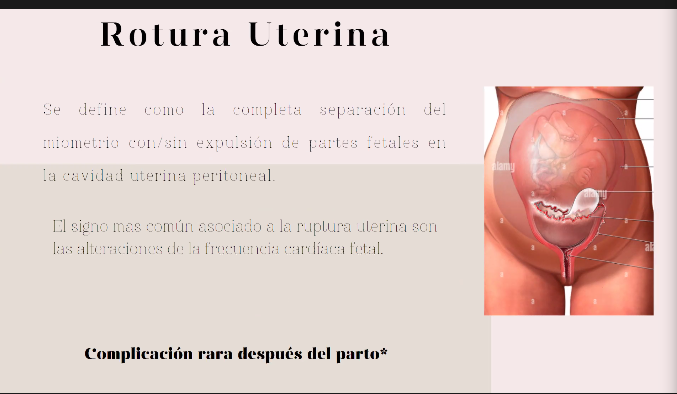 Rotura Uterina
Se define como la completa separación del
miometrio con/sin expulsión de partes fetales en
la cavidad uterina peritoneal.
El signo mas común asociado a la ruptura uterina son
las alteraciones de la frecuencia cardíaca fetal.
Complicación rara después del parto*
alamy
alamy